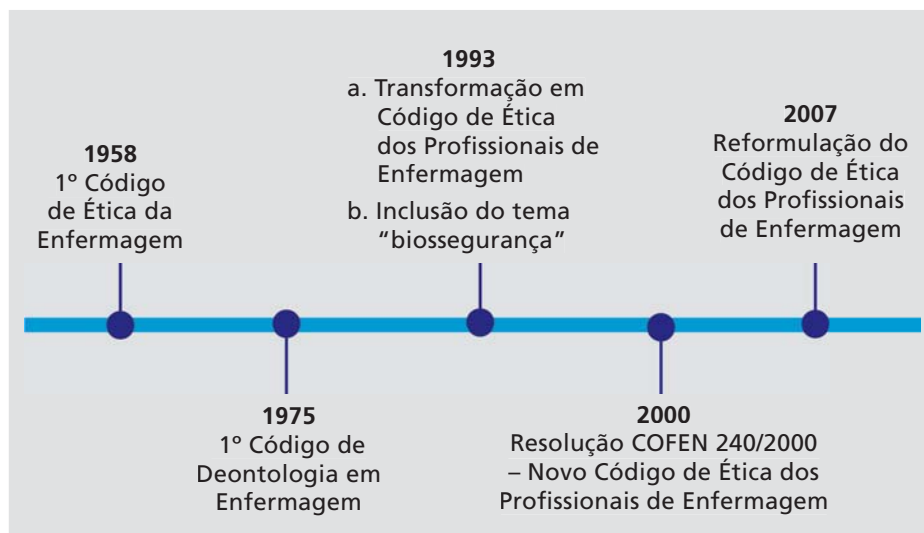 1958
1º Código
de Ética da
Enfermagem
1975
1º Código de
Deontologia em
Enfermagem
1993
a. Transformação em
Código de Ética
dos Profissionais de
Enfermagem
b. Inclusão do tema
“biossegurança”
2000
Resolução COFEN 240/2000
– Novo Código de Ética dos
Profissionais de Enfermagem
2007
Reformulação do
Código de Ética
dos Profissionais
de Enfermagem